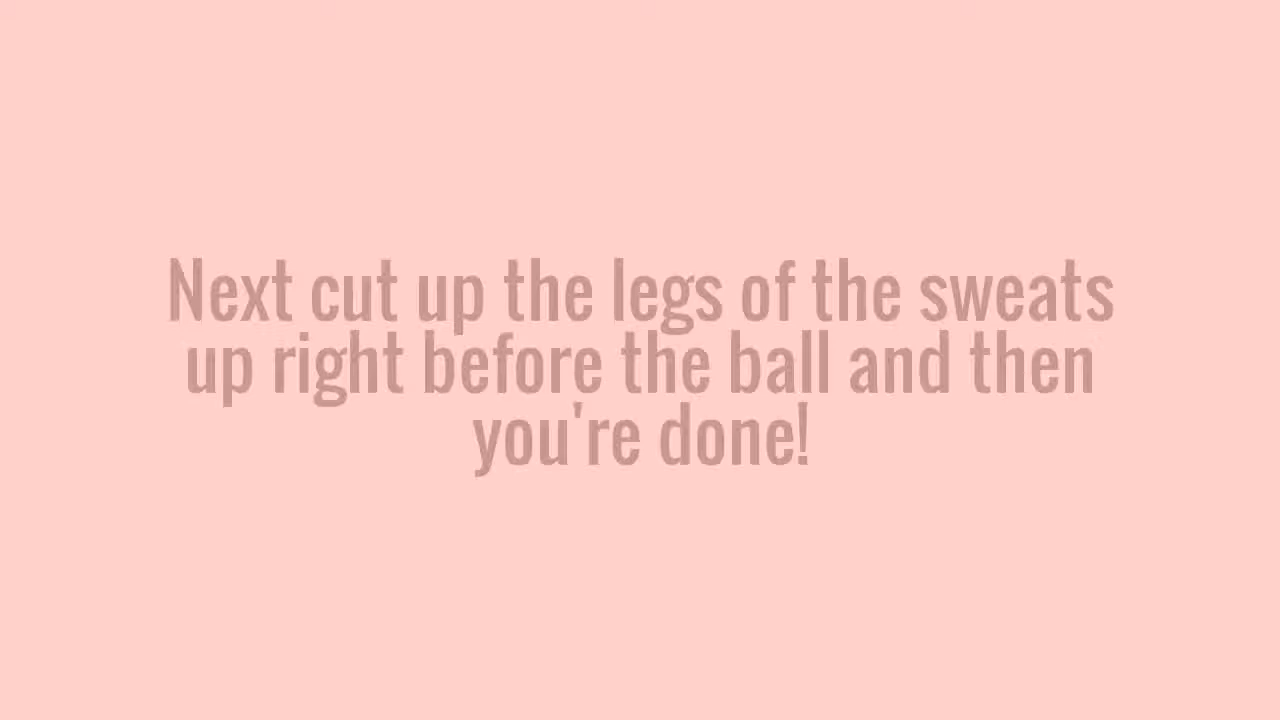 Next cut up the legs of the sweats
up right before the ball and then
you're done!